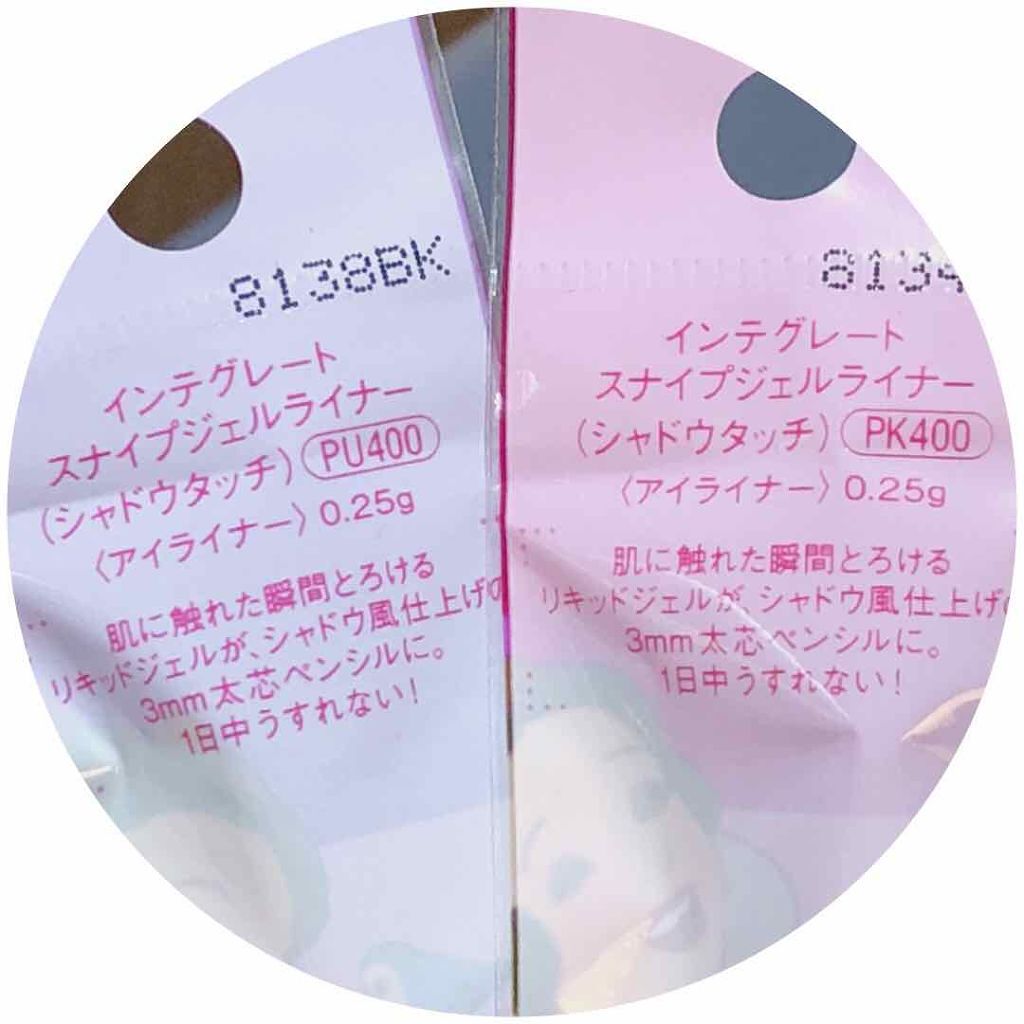 8138BK
インテグレート
スナイプジェルライナー
(シャドウタッチ) PU400
〈アイライナー〉 0.25g
肌に触れた瞬間とろける
リキッドジェルが、シャドウ風仕上げの
3mm太芯ペンシルに。
1日中うすれない!
8134
インテグレート
スナイプジェルライナー
(シャドウタッチ) PK400
〈アイライナー〉 0.25g
肌に触れた瞬間とろける
リキッドジェルが、シャドウ風仕上げの
3mm太芯ペンシルに。
1日中うすれない!